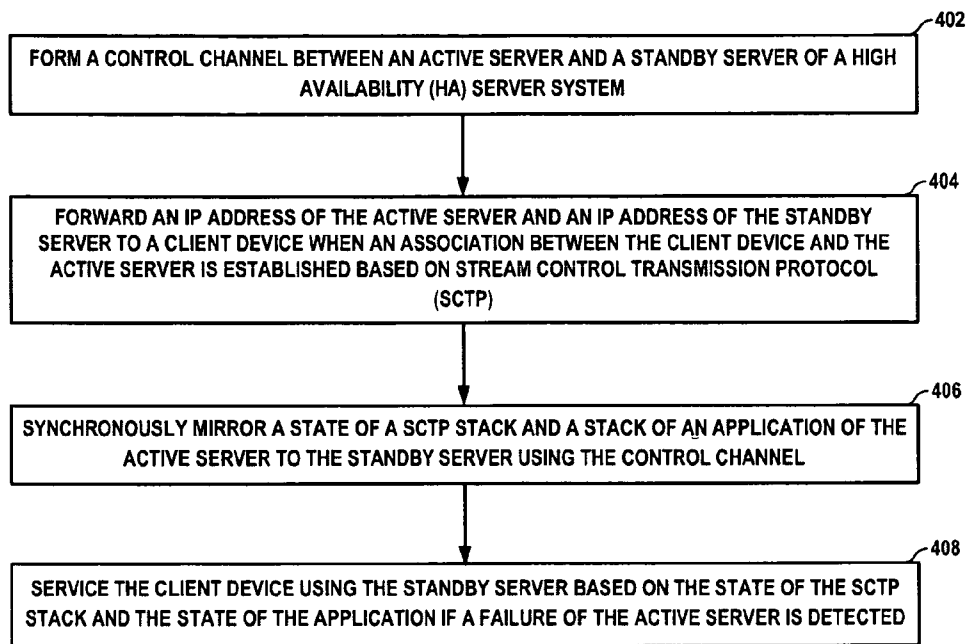 402
FORM A CONTROL CHANNEL BETWEEN AN ACTIVE SERVER AND A STANDBY SERVER OF A HIGH
AVAILABILITY (HA) SERVER SYSTEM
404
FORWARD AN IP ADDRESS OF THE ACTIVE SERVER AND AN IP ADDRESS OF THE STANDBY
SERVER TO A CLIENT DEVICE WHEN AN ASSOCIATION BETWEEN THE CLIENT DEVICE AND THE
ACTIVE SERVER IS ESTABLISHED BASED ON STREAM CONTROL TRANSMISSION PROTOCOL
(SCTP)
406
SYNCHRONOUSLY MIRROR A STATE OF A SCTP STACK AND A STACK OF AN APPLICATION OF THE
ACTIVE SERVER TO THE STANDBY SERVER USING THE CONTROL CHANNEL
408
SERVICE THE CLIENT DEVICE USING THE STANDBY SERVER BASED ON THE STATE OF THE SCTP
STACK AND THE STATE OF THE APPLICATION IF A FAILURE OF THE ACTIVE SERVER IS DETECTED